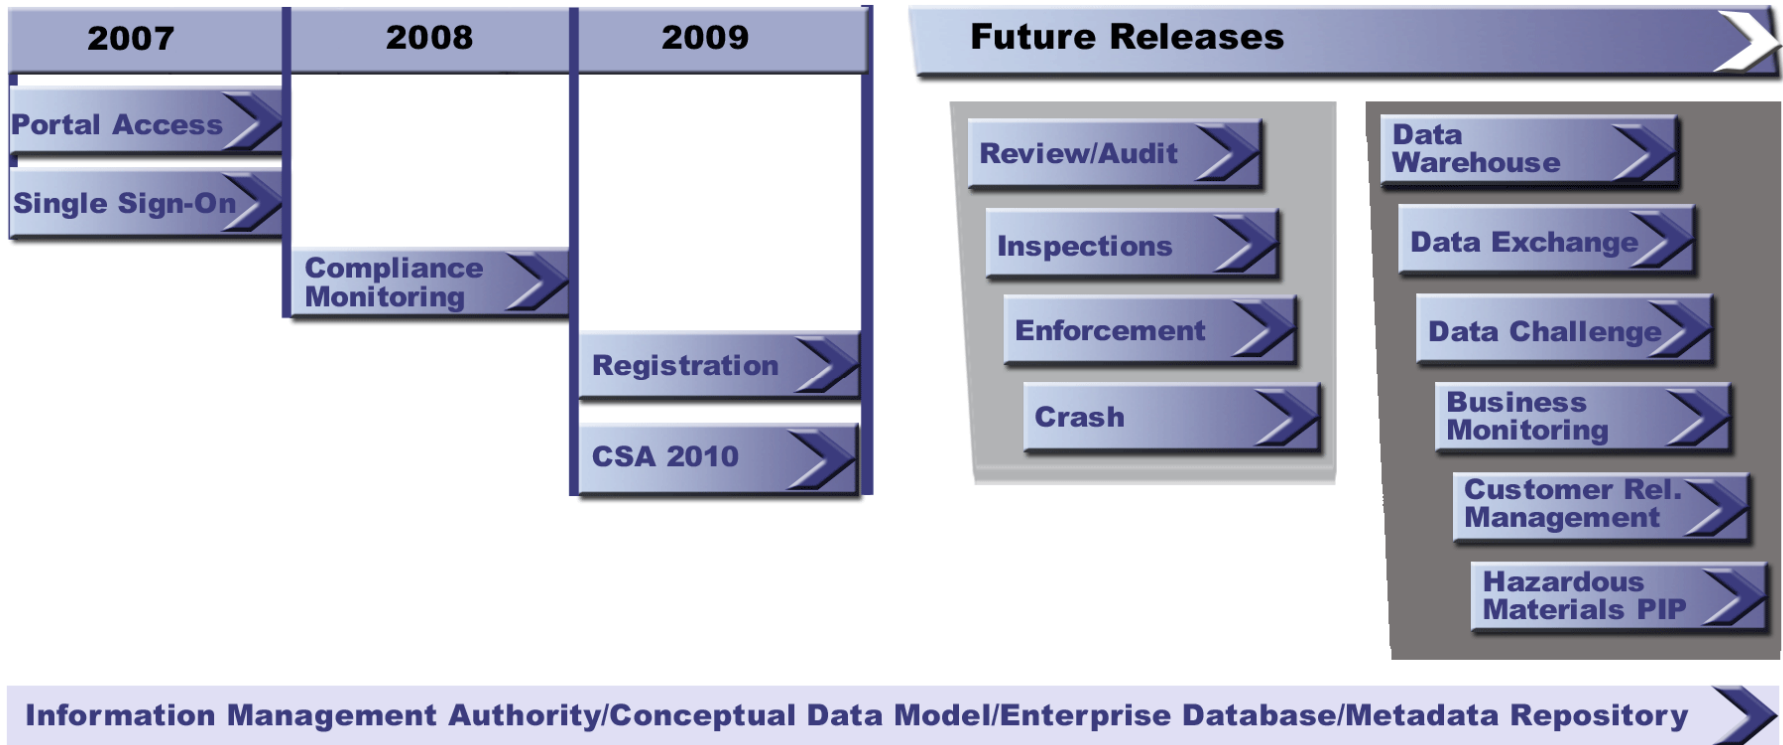 2007
2008
2009
Future Releases
Portal Access
Single Sign-On
Compliance
Monitoring
Registration
CSA 2010
Review/Audit
Inspections
Enforcement
Crash
Data
Warehouse
Data Exchange
Data Challenge
Business
Monitoring
Customer Rel.
Management
Hazardous
Materials PIP
Information Management Authority/Conceptual Data Model/Enterprise Database/Metadata Repository